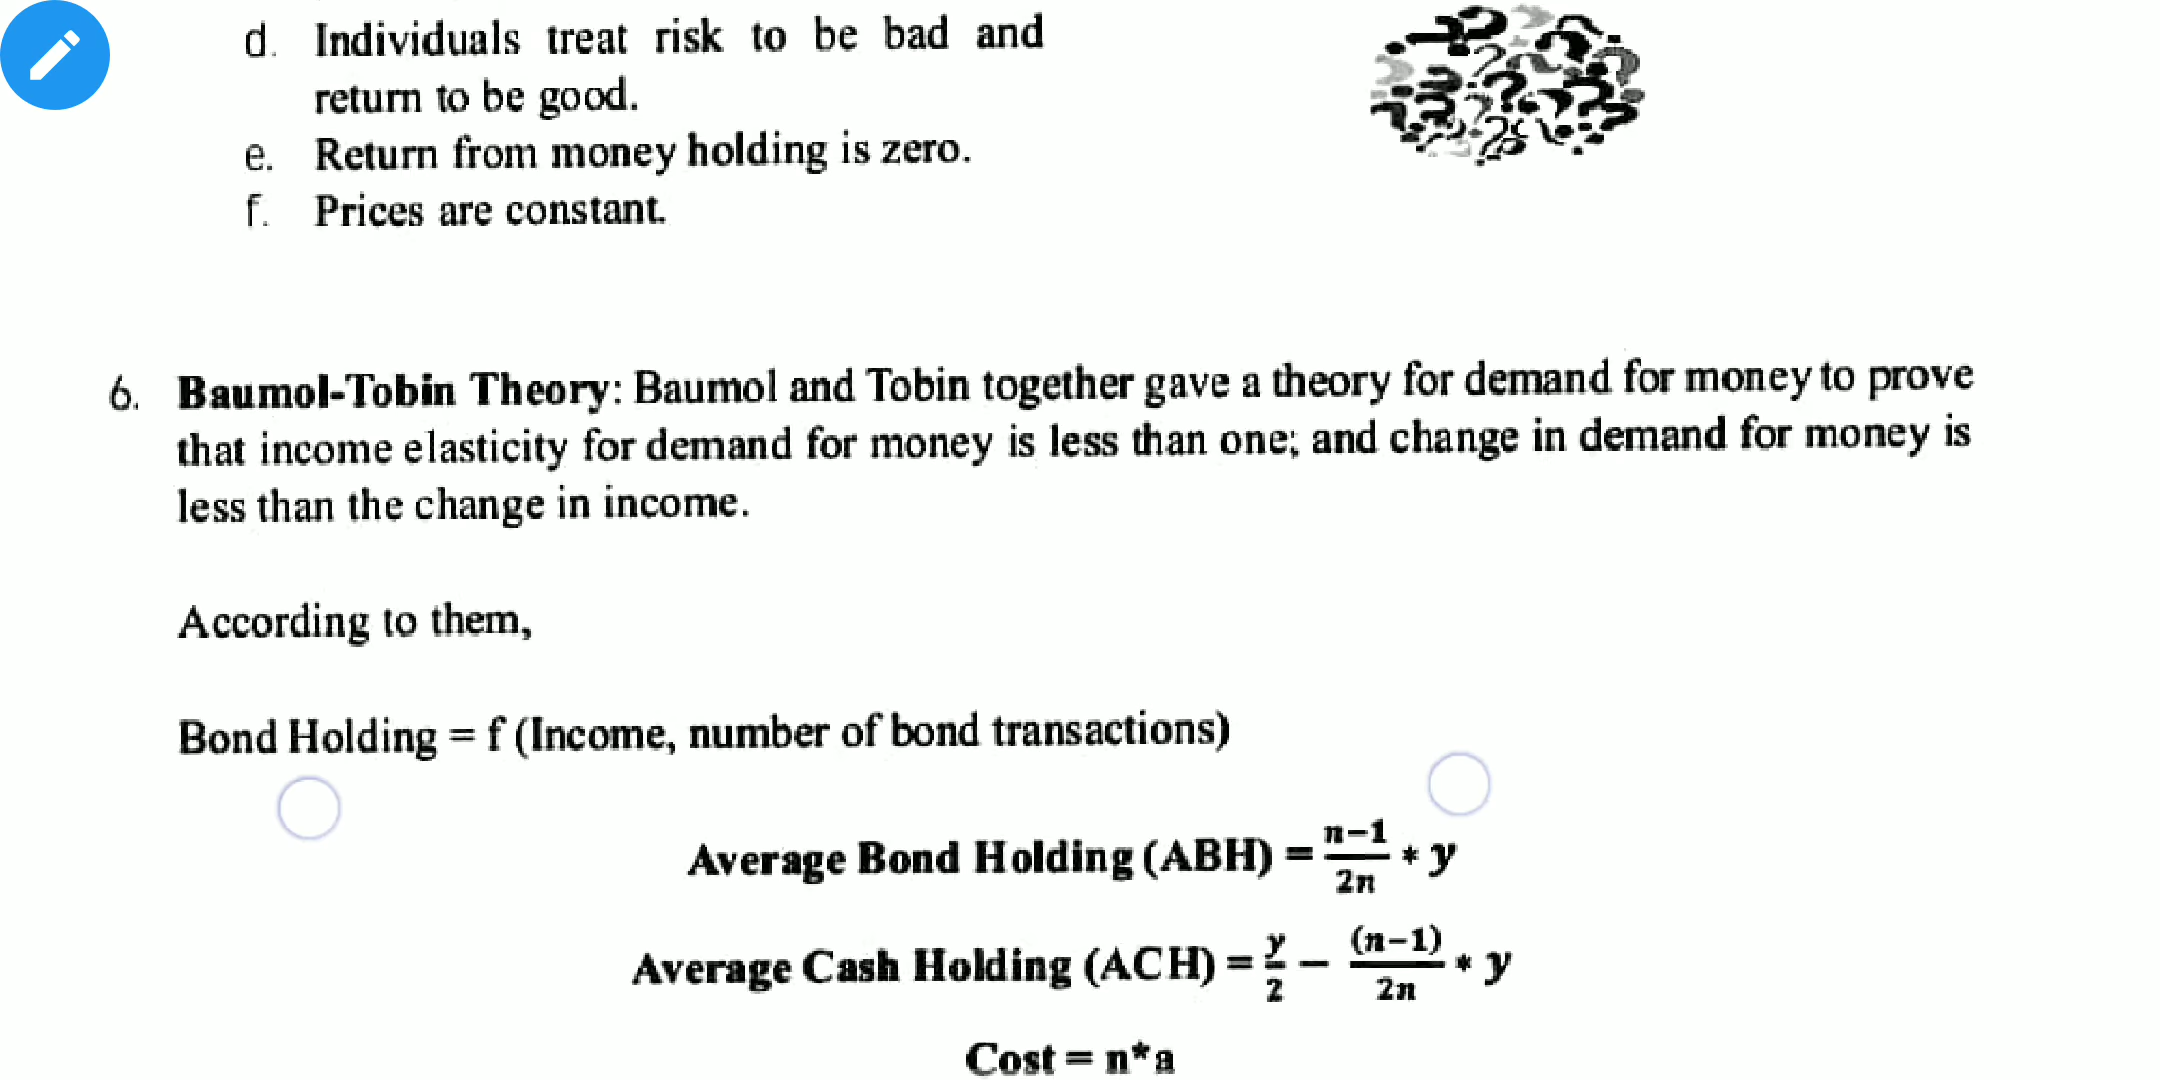 d. Individuals treat risk to be bad and
return to be good.
e. Return from money holding is zero.
f. Prices are constant.
6. Baumol-Tobin Theory: Baumol and Tobin together gave a theory for demand for money to prove
that income elasticity for demand for money is less than one; and change in demand for money is
less than the change in income.
According to them,
Bond Holding = f (Income, number of bond transactions)
Average Bond Holding (ABH) = \frac{n-1}{2n} * y
Average Cash Holding (ACH) = \frac{y}{2} - \frac{(n-1)}{2n} * y
Cost = n*a